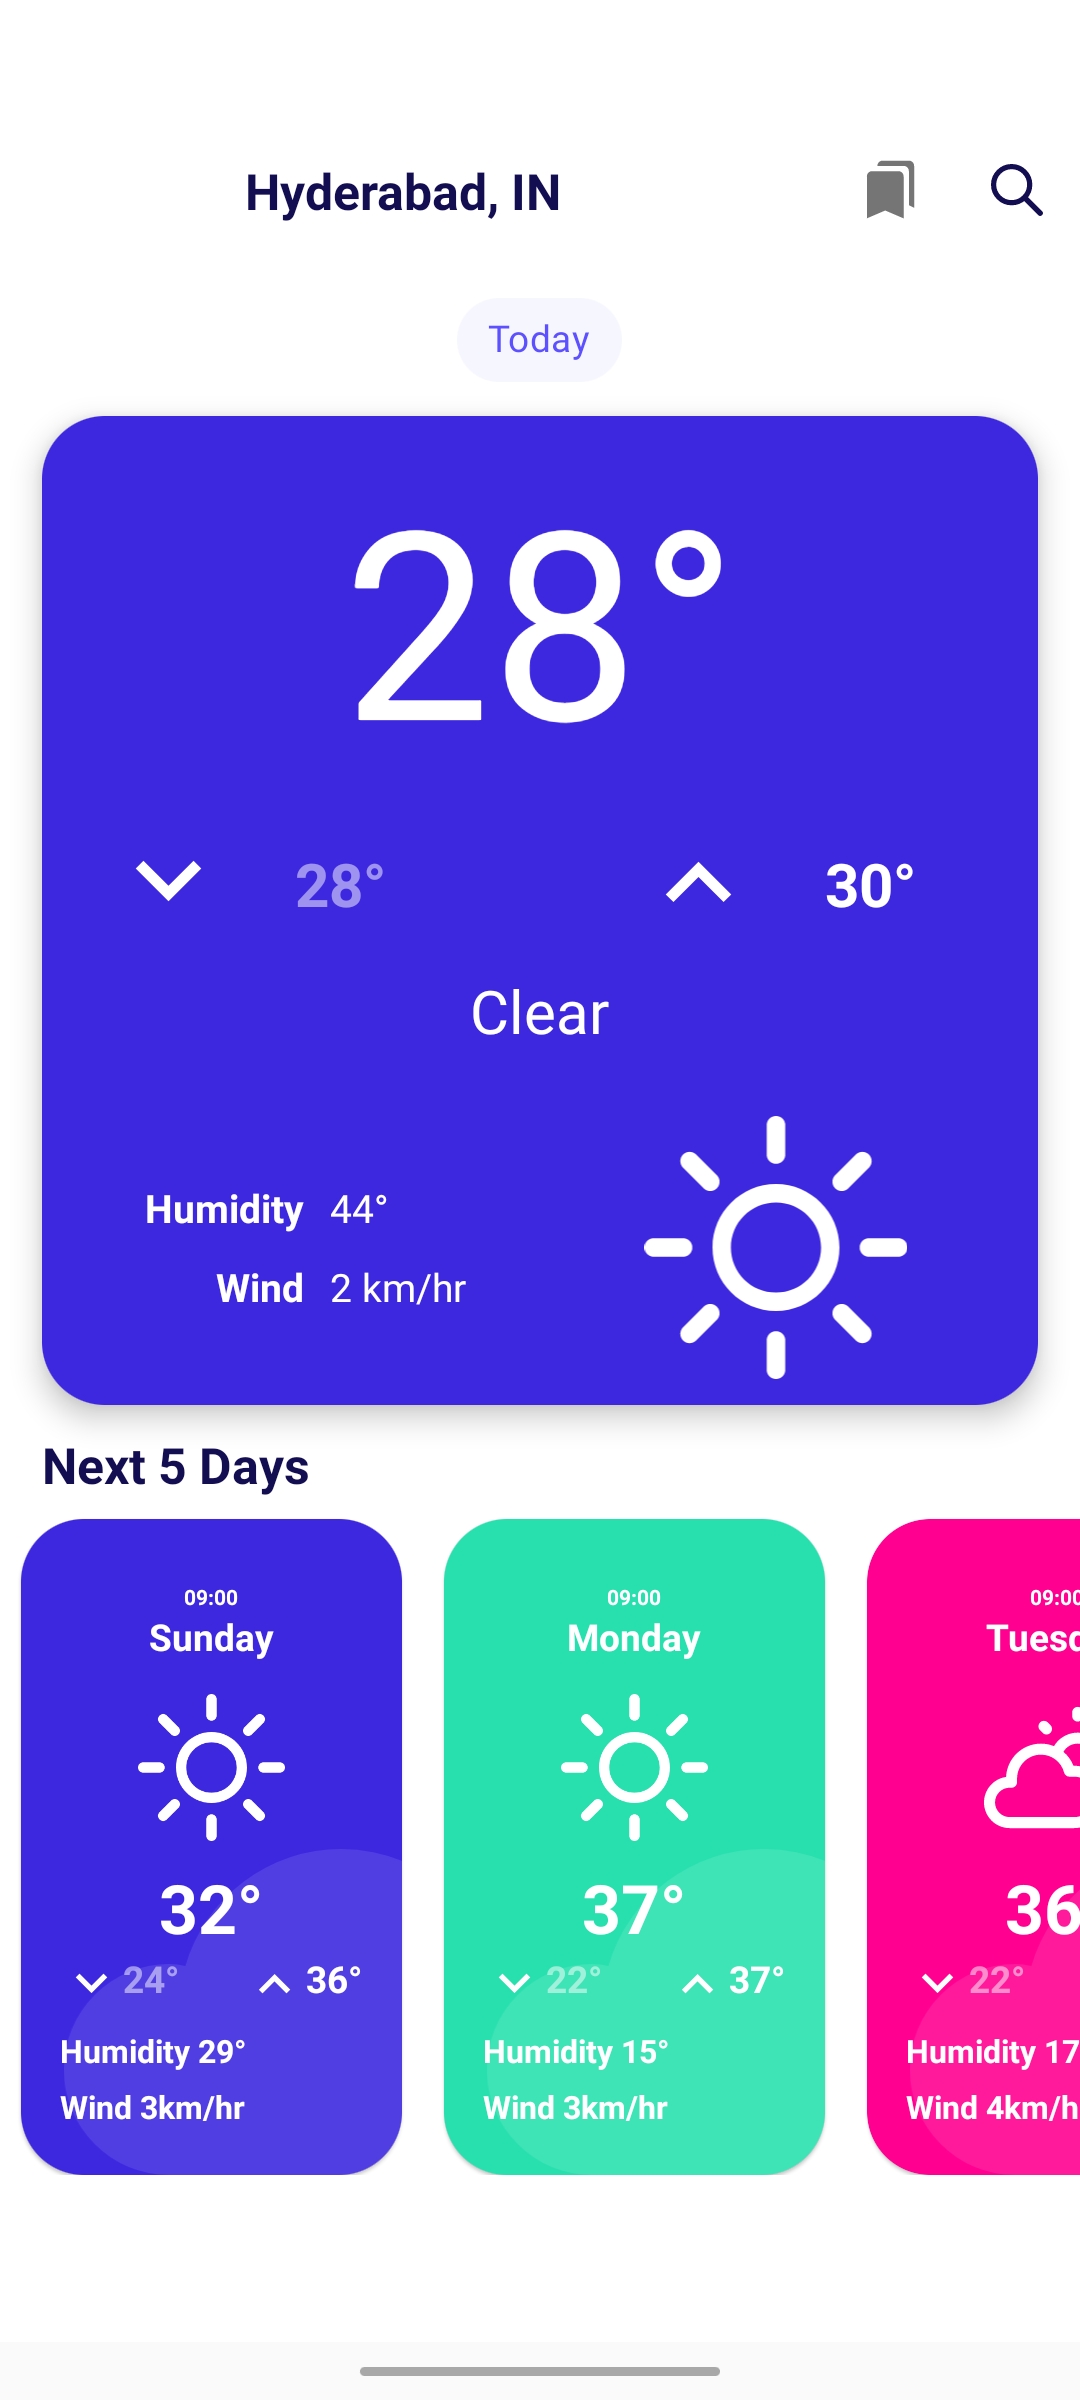 Hyderabad, IN
Today
28°
28° 30°
Clear
Humidity 44°
Wind 2 km/hr
Next 5 Days
09:00
Sunday
32°
24° 36°
Humidity 29°
Wind 3km/hr
09:00
Monday
37°
22° 37°
Humidity 15°
Wind 3km/hr
09:00
36
22°
Humidity 17
Wind 4km/h